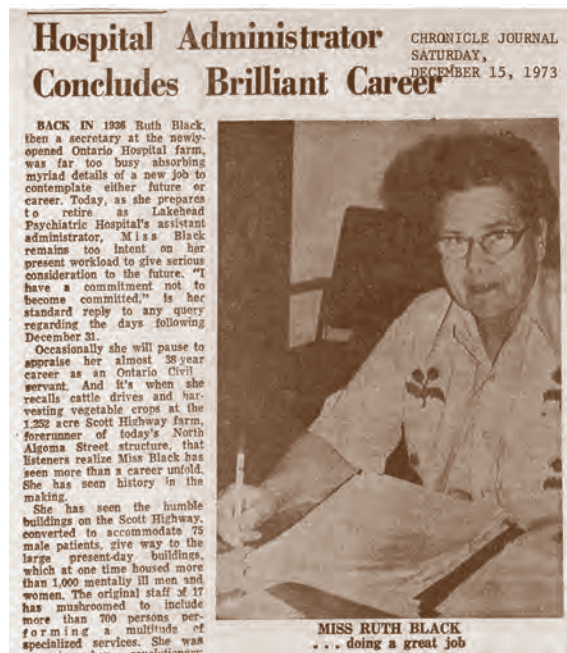 Hospital Administrator
Concludes Brilliant Career
CHRONICLE JOURNAL
SATURDAY,
DECEMBER 15, 1973
BACK IN 1936 Ruth Black,
then a secretary at the newly-
opened Ontario Hospital farm,
was far too busy absorbing
myriad details of a new job to
contemplate either future or
career. Today, as she prepares
to retire as Lakehead
Psychiatric Hospital's assistant
administrator, Miss Black
remains too intent on her
present workload to give serious
consideration to the future. "I
have a commitment not to
become committed," is her
standard reply to any query
regarding the days following
December 31.
Occasionally she will pause to
appraise her almost 38-year
career as an Ontario Civil
servant. And it's when she
recalls cattle drives and har-
vesting vegetable crops at the
1,252 acre Scott Highway farm,
forerunner of today's North
Algoma Street structure, that
listeners realize Miss Black has
seen more than a career unfold.
She has seen history in the
making.
She has seen the humble
buildings on the Scott Highway,
converted to accommodate 75
male patients, give way to the
large present-day buildings,
which at one time housed more
than 1,000 mentally ill men and
women. The original staff of 17
has mushroomed to include
more than 700 persons per-
forming a multitude of
specialized services. She was
MISS RUTH BLACK
. . . doing a great job